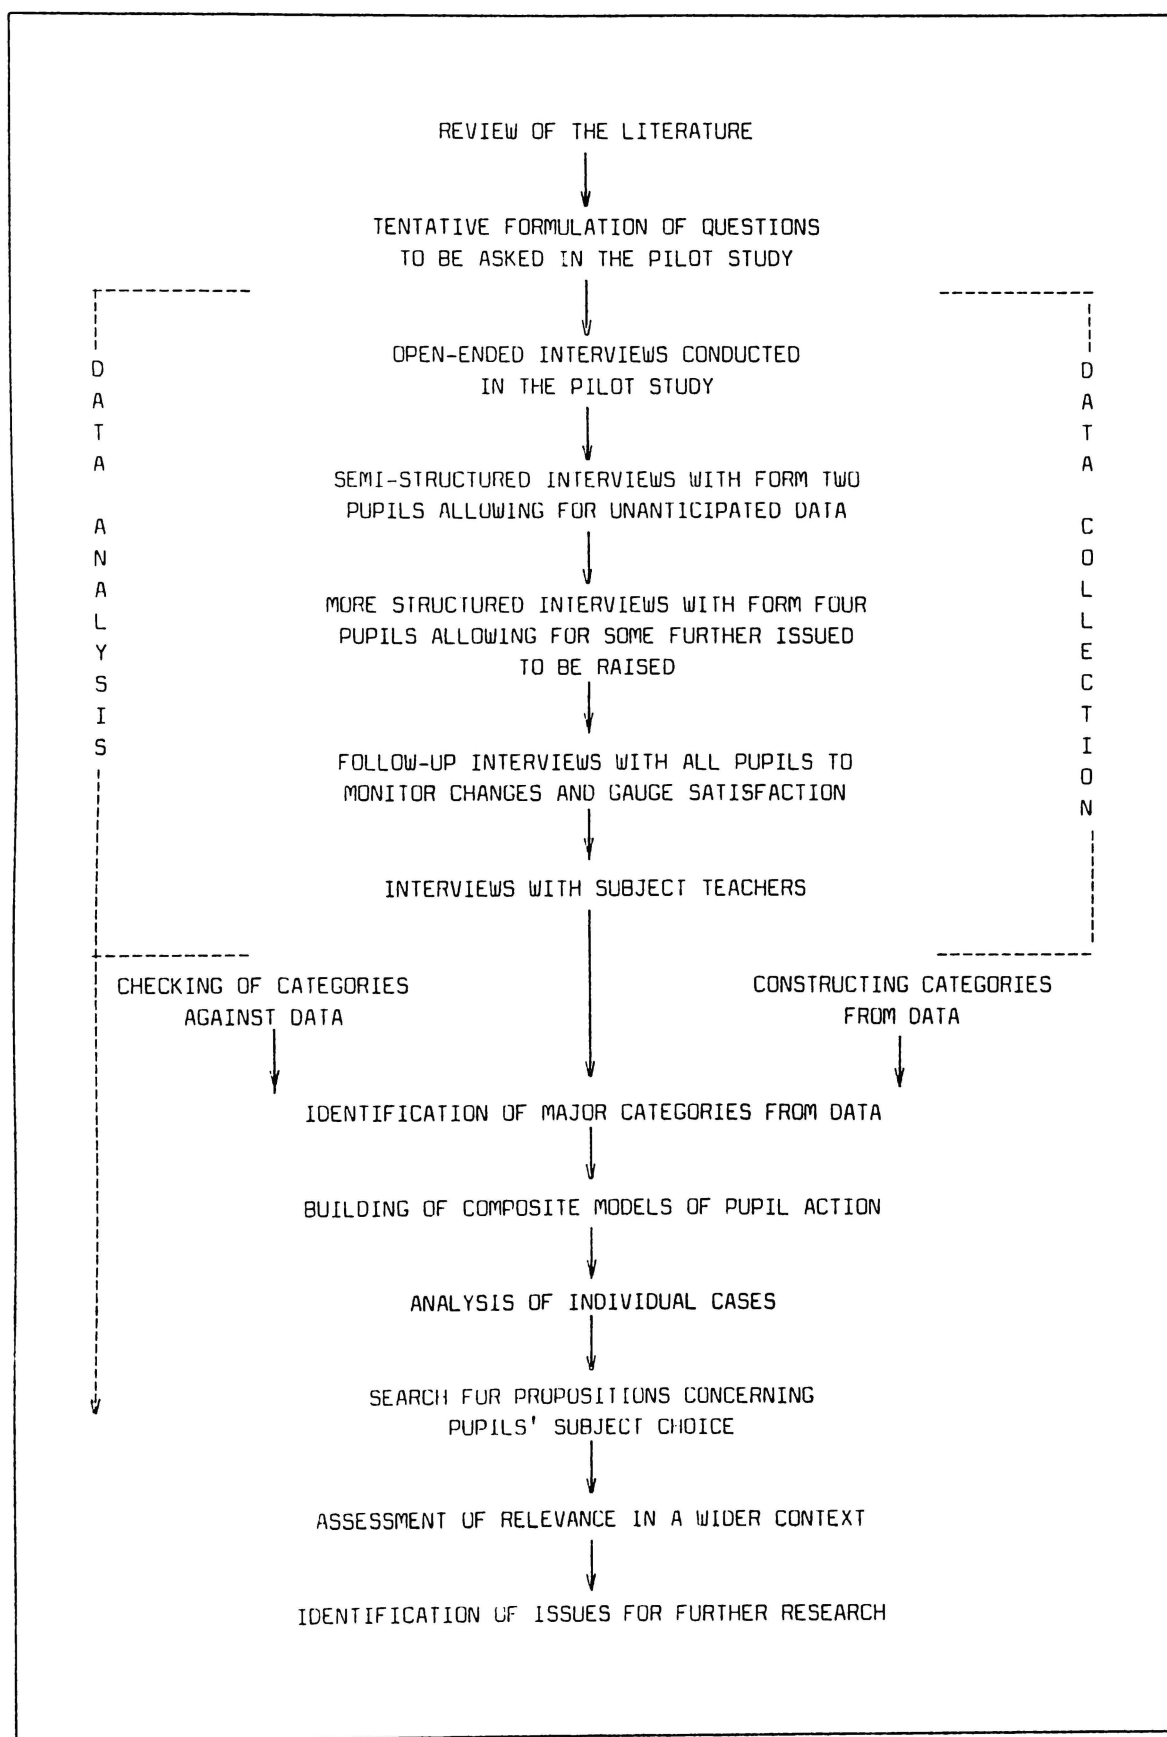 REVIEW OF THE LITERATURE
TENTATIVE FORMULATION OF QUESTIONS
TO BE ASKED IN THE PILOT STUDY
OPEN-ENDED INTERVIEWS CONDUCTED
IN THE PILOT STUDY
SEMI-STRUCTURED INTERVIEWS WITH FORM TWO
PUPILS ALLOWING FOR UNANTICIPATED DATA
MORE STRUCTURED INTERVIEWS WITH FORM FOUR
PUPILS ALLOWING FOR SOME FURTHER ISSUED
TO BE RAISED
FOLLOW-UP INTERVIEWS WITH ALL PUPILS TO
MONITOR CHANGES AND GAUGE SATISFACTION
INTERVIEWS WITH SUBJECT TEACHERS
DATA ANALYSIS
DATA COLLECTION
CHECKING OF CATEGORIES
AGAINST DATA
CONSTRUCTING CATEGORIES
FROM DATA
IDENTIFICATION OF MAJOR CATEGORIES FROM DATA
BUILDING OF COMPOSITE MODELS OF PUPIL ACTION
ANALYSIS OF INDIVIDUAL CASES
SEARCH FOR PROPOSITIONS CONCERNING
PUPILS' SUBJECT CHOICE
ASSESSMENT OF RELEVANCE IN A WIDER CONTEXT
IDENTIFICATION OF ISSUES FOR FURTHER RESEARCH